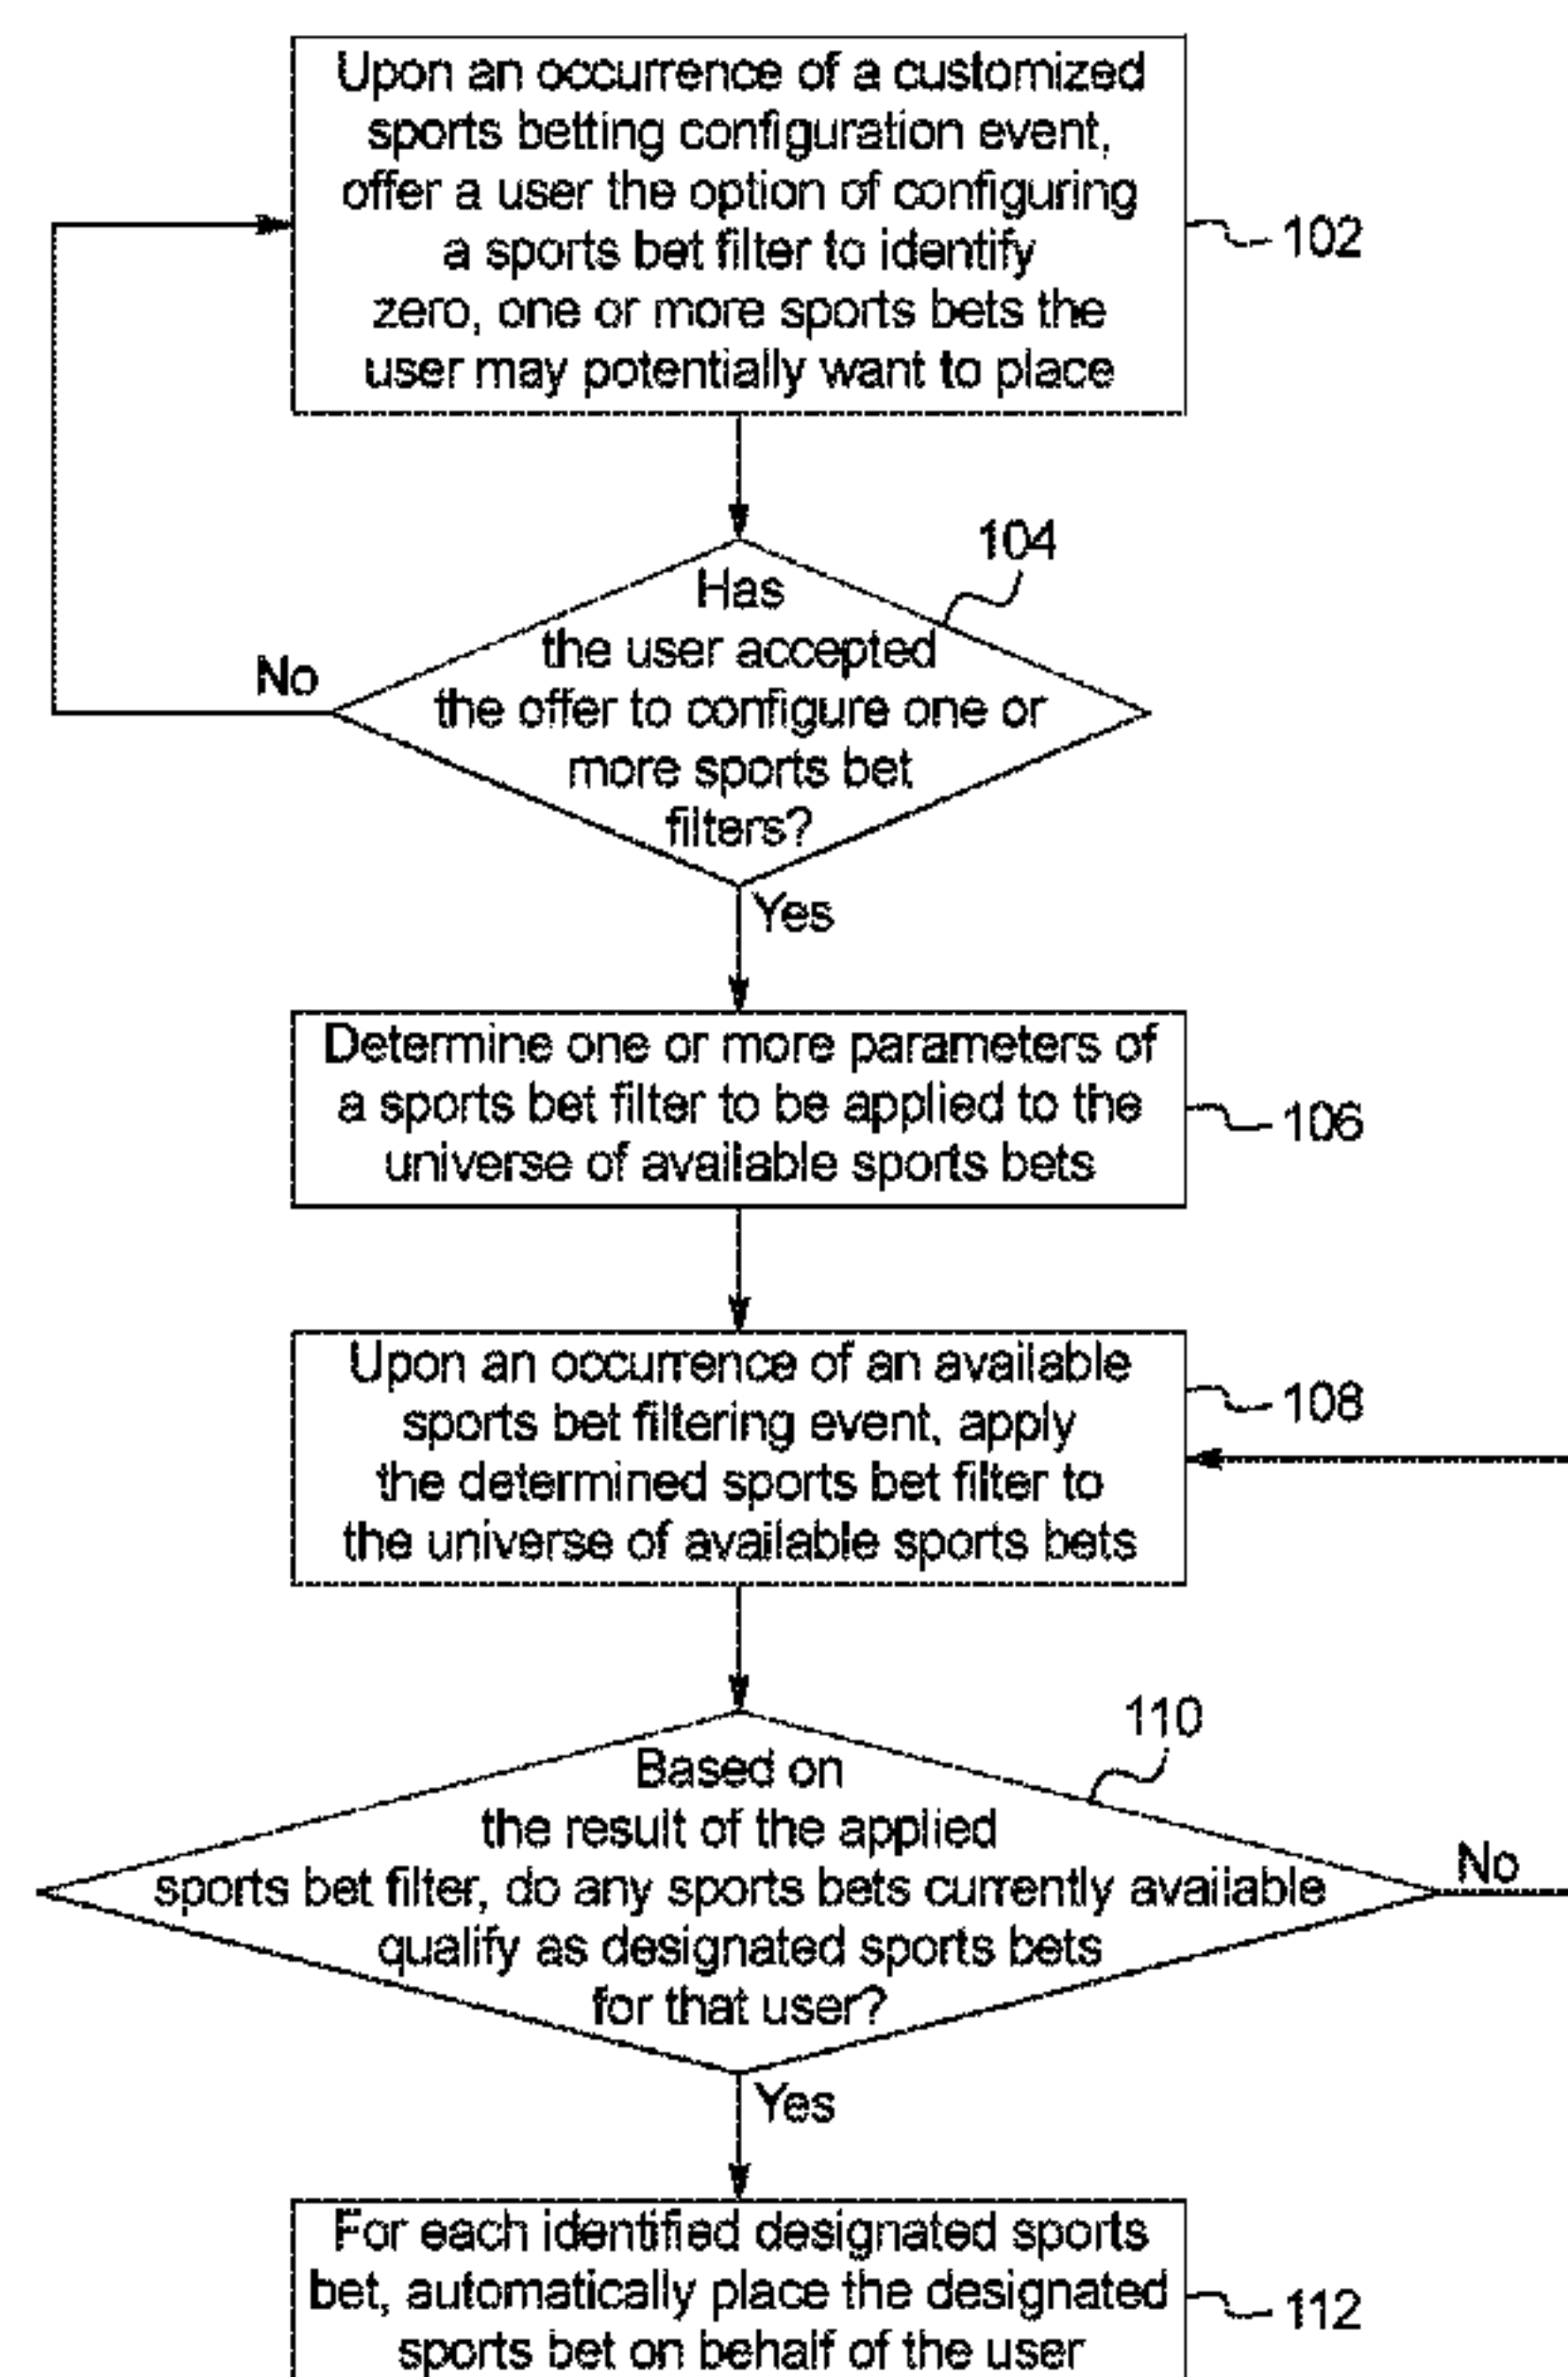 Upon an occurrence of a customized
sports betting configuration event,
offer a user the option of configuring
a sports bet filter to identify
zero, one or more sports bets the
user may potentially want to place
102
104
Has
the user accepted
the offer to configure one or
more sports bet
filters?
No
Yes
Determine one or more parameters of
a sports bet filter to be applied to the
universe of available sports bets
106
Upon an occurrence of an available
sports bet filtering event, apply
the determined sports bet filter to
the universe of available sports bets
108
110
Based on
the result of the applied
sports bet filter, do any sports bets currently available
qualify as designated sports bets
for that user?
No
Yes
For each identified designated sports
bet, automatically place the designated
sports bet on behalf of the user
112